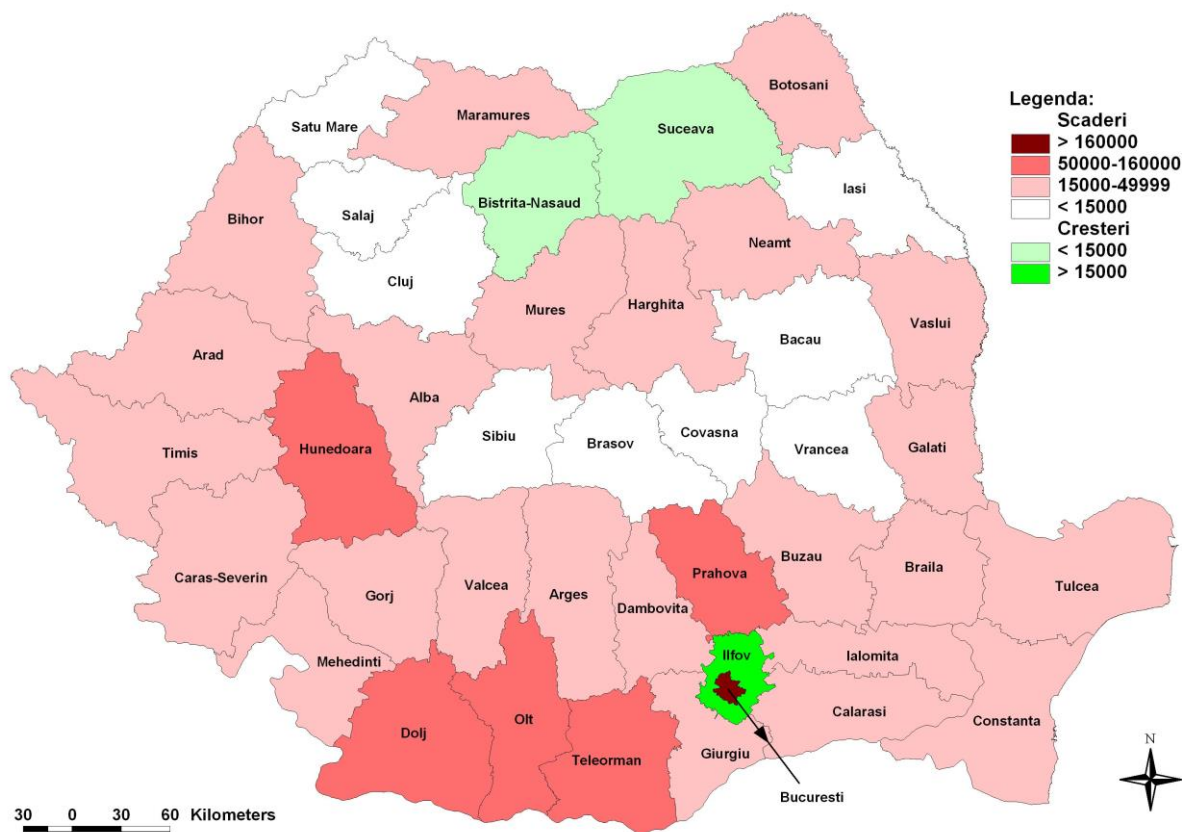 Botosani
Legenda:
Scaderi
> 160000
50000-160000
15000-49999
< 15000
Cresteri
< 15000
> 15000
Satu Mare
Maramures
Suceava
Iasi
Bihor
Salaj
Bistrita-Nasaud
Neamt
Cluj
Mures
Harghita
Vaslui
Bacau
Arad
Alba
Sibiu
Brasov
Covasna
Vrancea
Galati
Timis
Hunedoara
Caras-Severin
Gorj
Valcea
Arges
Dambovita
Prahova
Buzau
Braila
Tulcea
Mehedinti
Ilfov
Ialomita
Calarasi
Constanta
Dolj
Olt
Teleorman
Giurgiu
Bucuresti
N
30 0 30 60 Kilometers